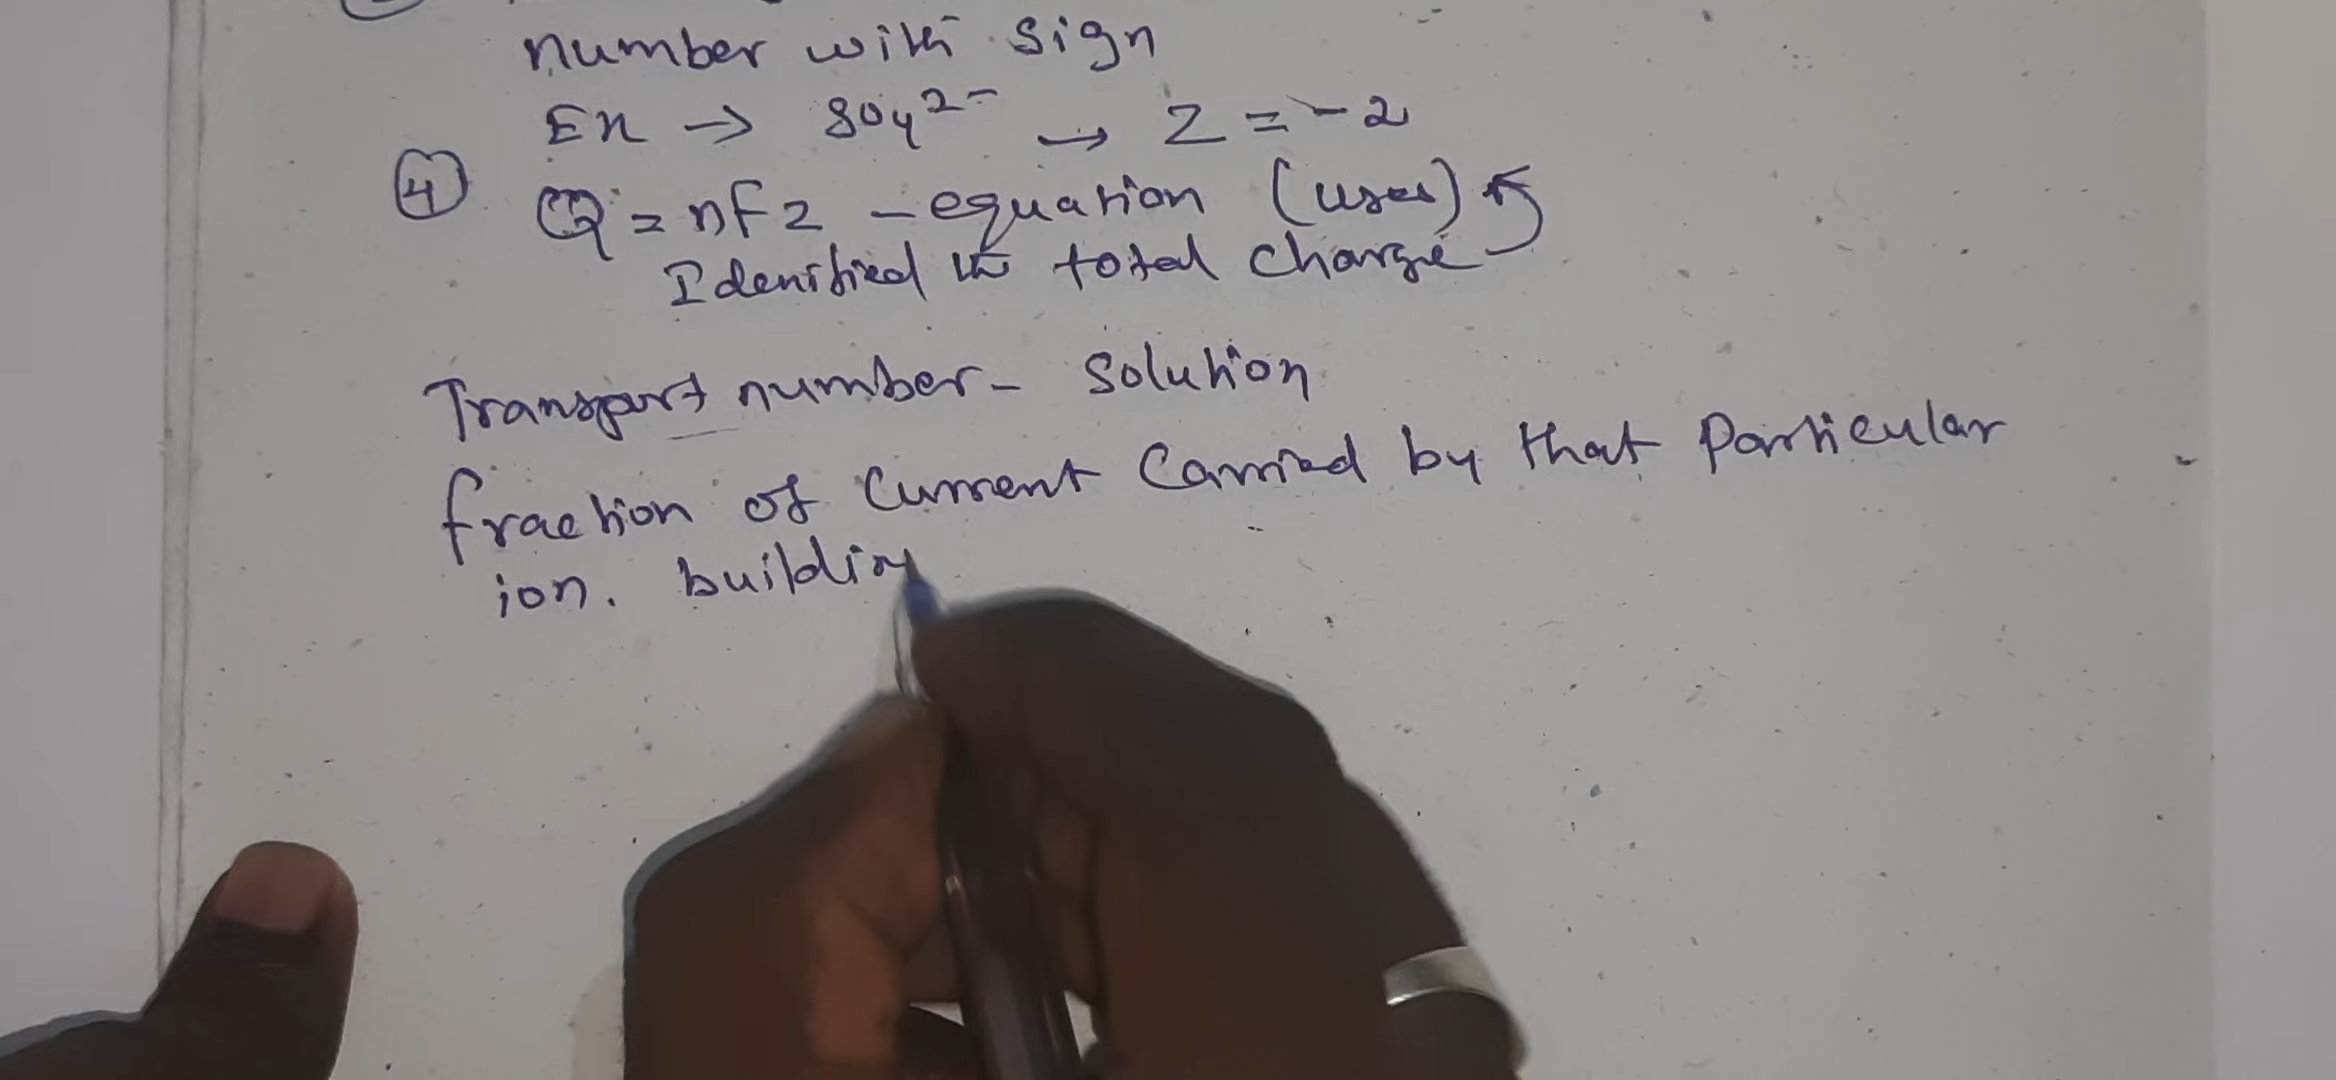 number with sign
Ex → SO4 2- → Z = -2
④ Q = nFz - equation (uses)
Identified the total charge
Transport number - solution
fraction of current carried by that particular
ion. buildin